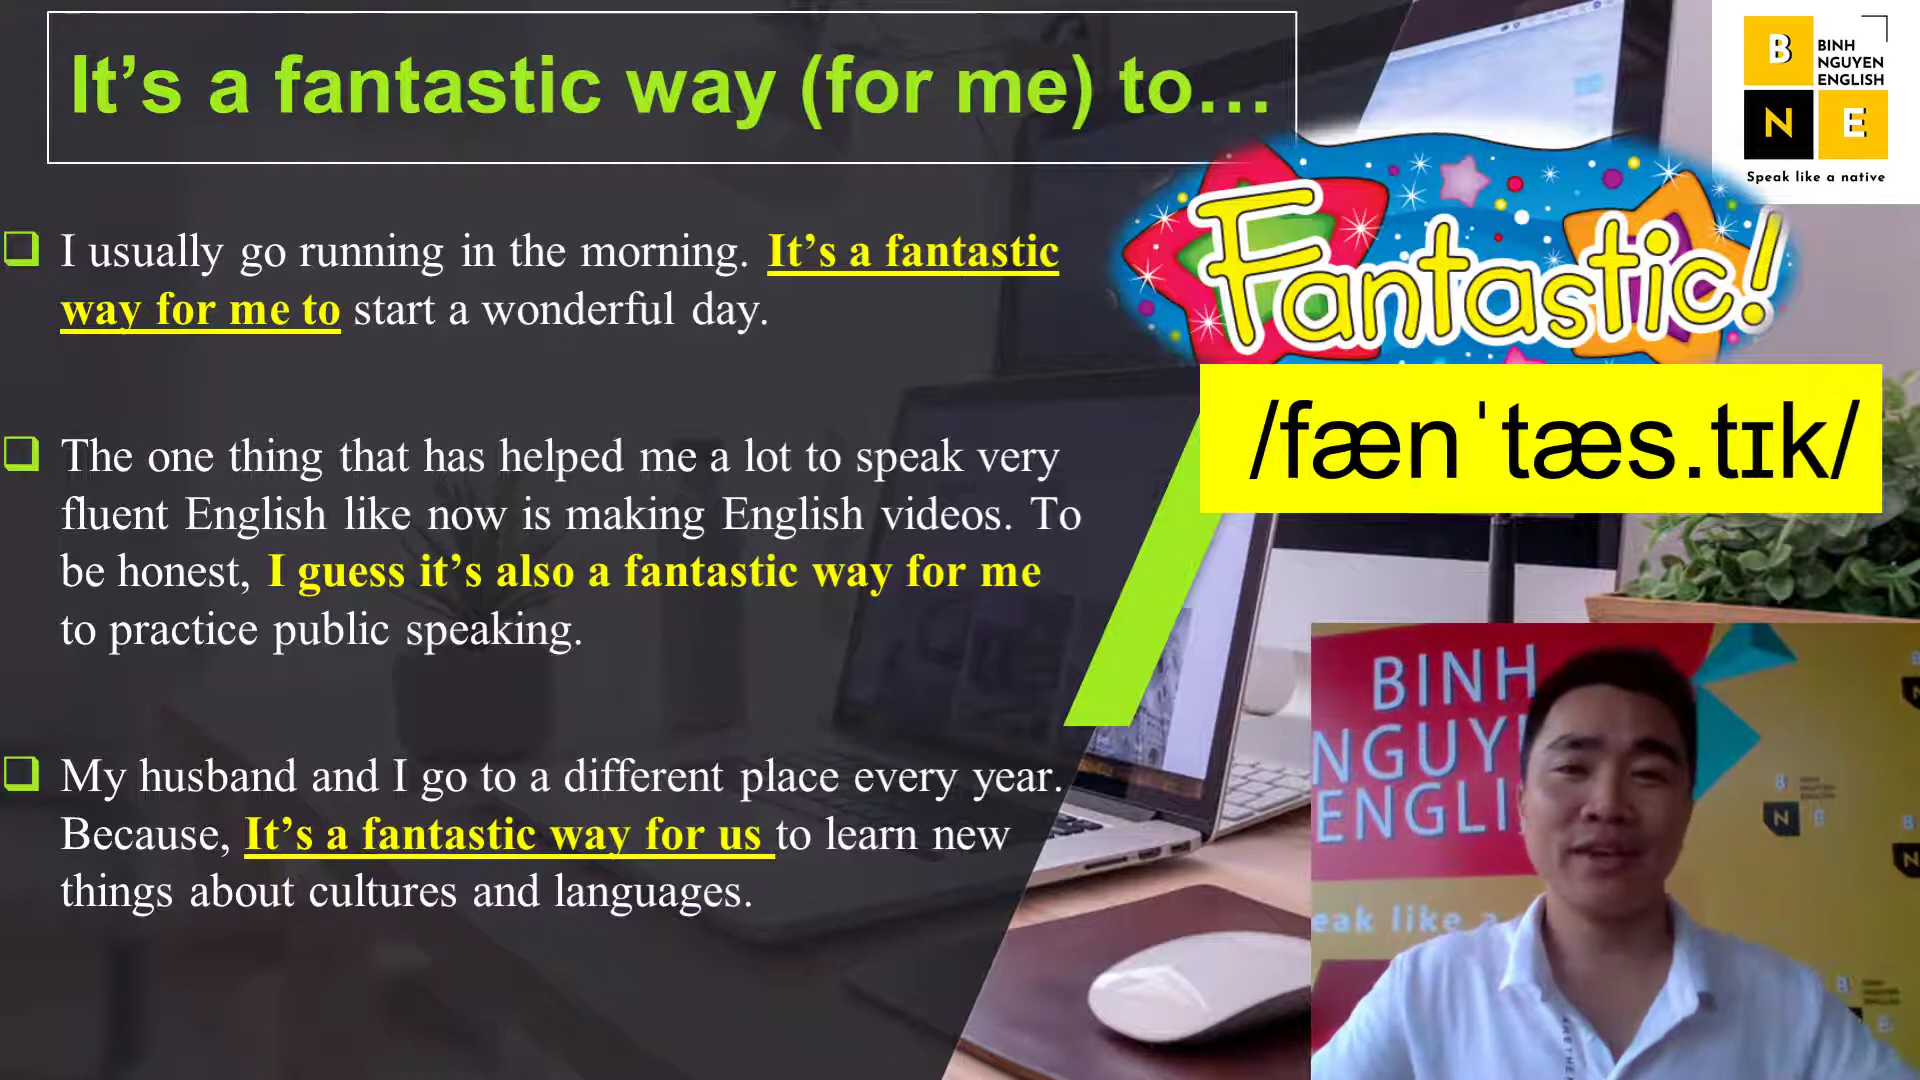 It’s a fantastic way (for me) to…
B
BINH
NGUYEN
ENGLISH
N
E
Speak like a native
Fantastic!
/fænˈtæs.tɪk/
I usually go running in the morning. It’s a fantastic
way for me to start a wonderful day.
The one thing that has helped me a lot to speak very
fluent English like now is making English videos. To
be honest, I guess it’s also a fantastic way for me
to practice public speaking.
My husband and I go to a different place every year.
Because, It’s a fantastic way for us to learn new
things about cultures and languages.
BINH
NGUY
ENGLI
eak like a
B
N
E
N
B